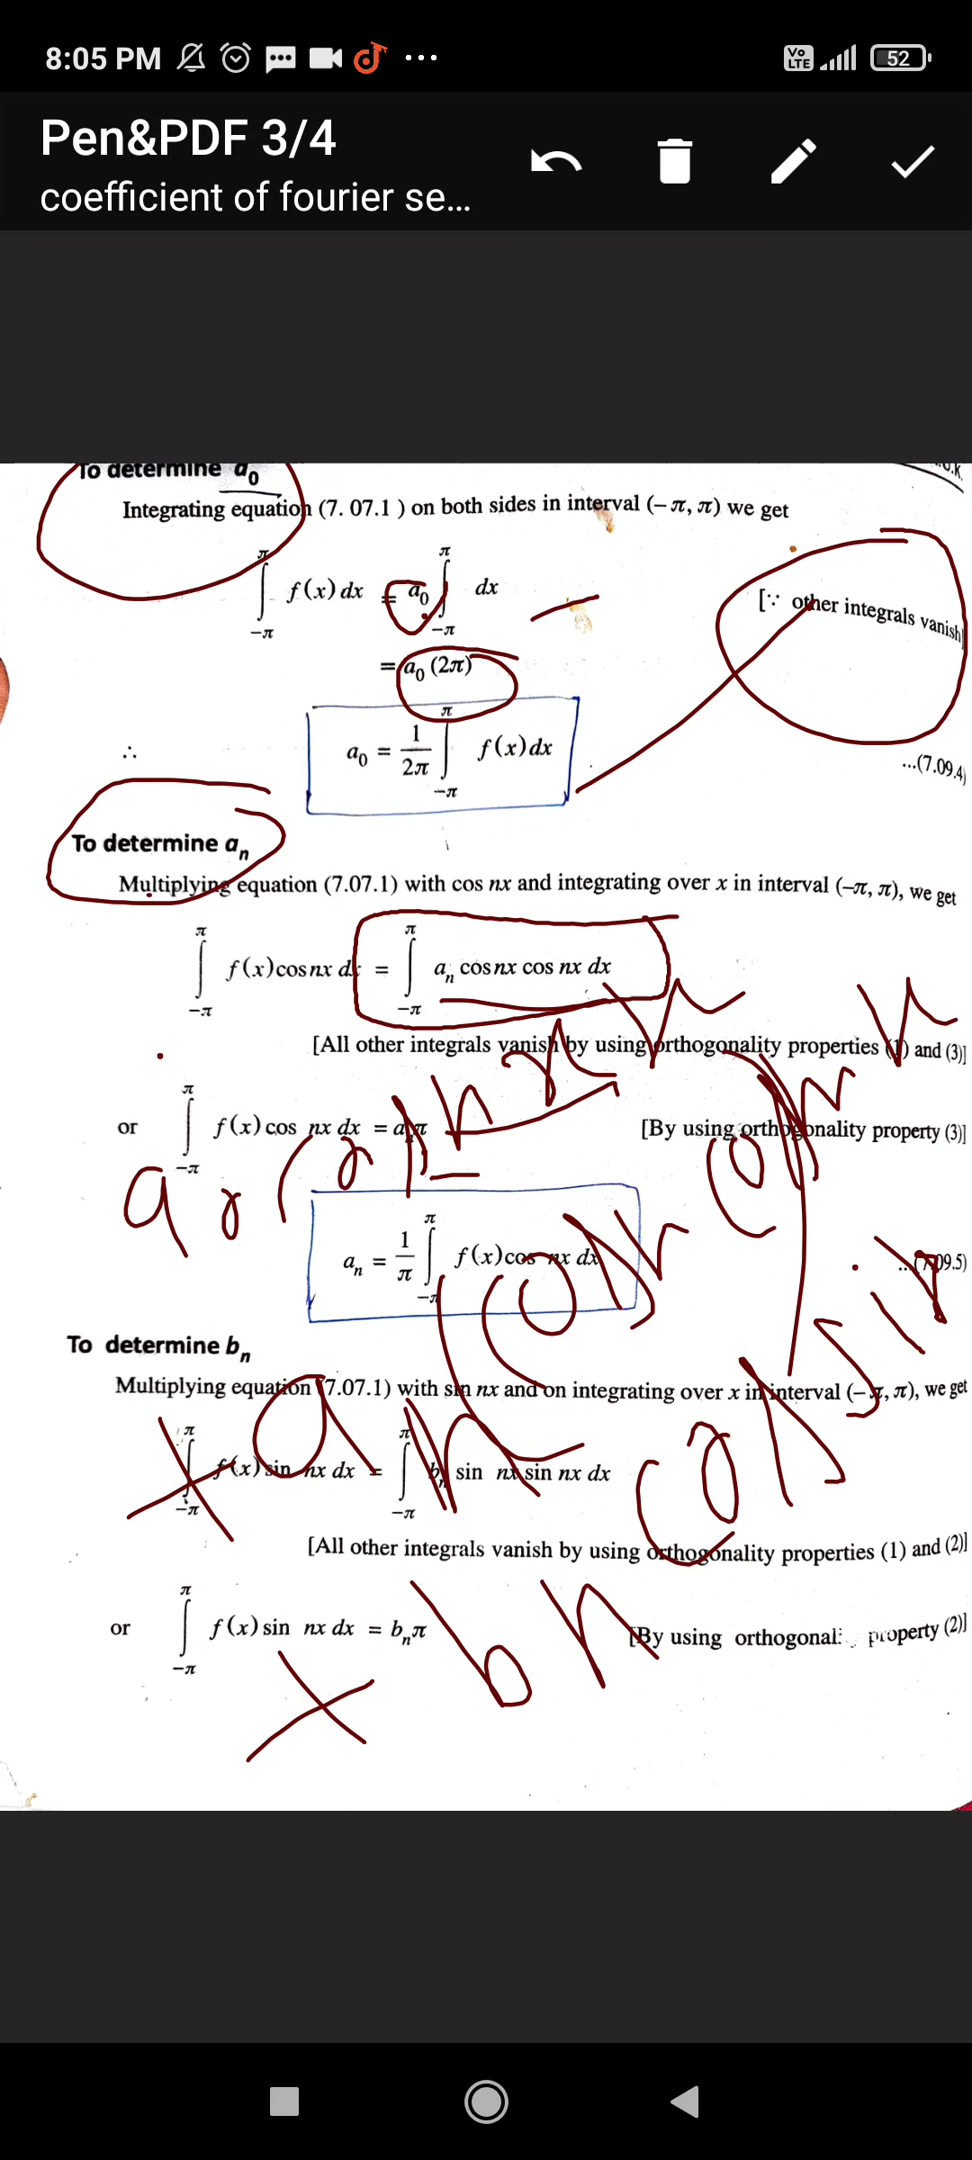 8:05 PM ... Vo LTE 52
Pen&PDF 3/4
coefficient of fourier se...
To determine a₀
Integrating equation (7. 07.1 ) on both sides in interval (−π, π) we get
∫_{−π}^{π} f(x) dx = a₀ ∫_{−π}^{π} dx [∵ other integrals vanish
= a₀ (2π)
∴ a₀ = 1/2π ∫_{−π}^{π} f(x)dx ...(7.09.4)
To determine aₙ
Multiplying equation (7.07.1) with cos nx and integrating over x in interval (−π, π), we get
∫_{−π}^{π} f(x)cosnx dx = ∫_{−π}^{π} aₙ cosnx cos nx dx
[All other integrals vanish by using orthogonality properties (1) and (3)]
or ∫_{−π}^{π} f(x) cos nx dx = aₙπ [By using orthogonality property (3)]
aₙ = 1/π ∫_{−π}^{π} f(x)cos nx dx ...(7.09.5)
To determine bₙ
Multiplying equation (7.07.1) with sin nx and on integrating over x in interval (−π, π), we get
∫_{−π}^{π} f(x) sin nx dx = ∫_{−π}^{π} bₙ sin nx sin nx dx
[All other integrals vanish by using orthogonality properties (1) and (2)]
or ∫_{−π}^{π} f(x) sin nx dx = bₙπ [By using orthogonal property (2)]
+ bn